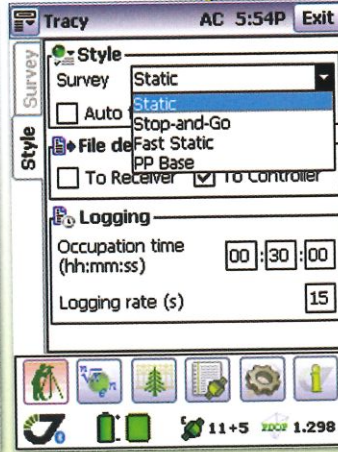 Tracy AC 5:54P Exit
Survey
Style
Style
Survey Static
Auto
Static
Stop-and-Go
Fast Static
PP Base
File de
To Receiver To Controller
Logging
Occupation time
(hh:mm:ss) 00:30:00
Logging rate (s) 15
11+5 PDOP 1.298